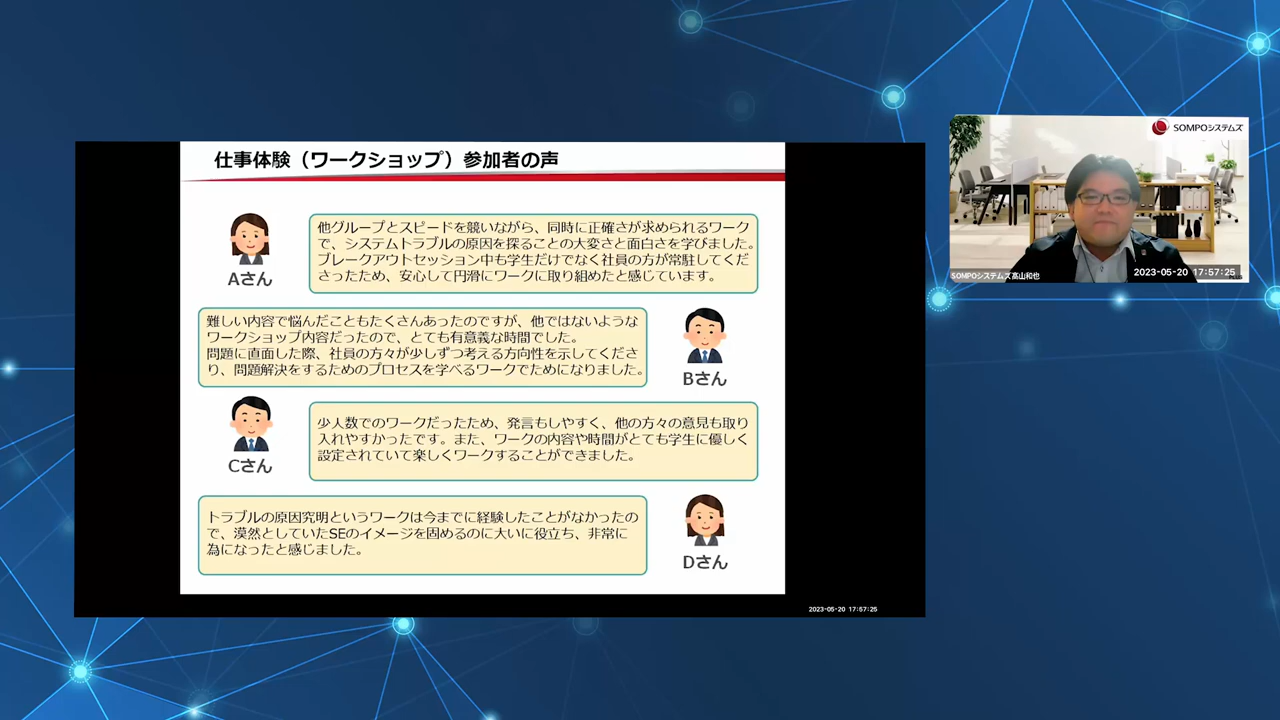 仕事体験（ワークショップ）参加者の声
他グループとスピードを競いながら、同時に正確さが求められるワーク
で、システムトラブルの原因を探ることの大変さと面白さを学びました。
ブレークアウトセッション中も学生だけでなく社員の方が常駐してくだ
さったため、安心して円滑にワークに取り組めたと感じています。
Aさん
難しい内容で悩んだこともたくさんあったのですが、他ではないような
ワークショップ内容だったので、とても有意義な時間でした。
問題に直面した際、社員の方々が少しずつ考える方向性を示してくださ
り、問題解決をするためのプロセスを学べるワークでためになりました。
Bさん
少人数でのワークだったため、発言もしやすく、他の方々の意見も取り
入れやすかったです。また、ワークの内容や時間がとても学生に優しく
設定されていて楽しくワークすることができました。
Cさん
トラブルの原因究明というワークは今までに経験したことがなかったの
で、漠然としていたSEのイメージを固めるのに大いに役立ち、非常に
為になったと感じました。
Dさん
2023-05-20 17:57:25
SOMPOシステムズ
SOMPOシステムズ高山和也
2023-05-20 17:57:25